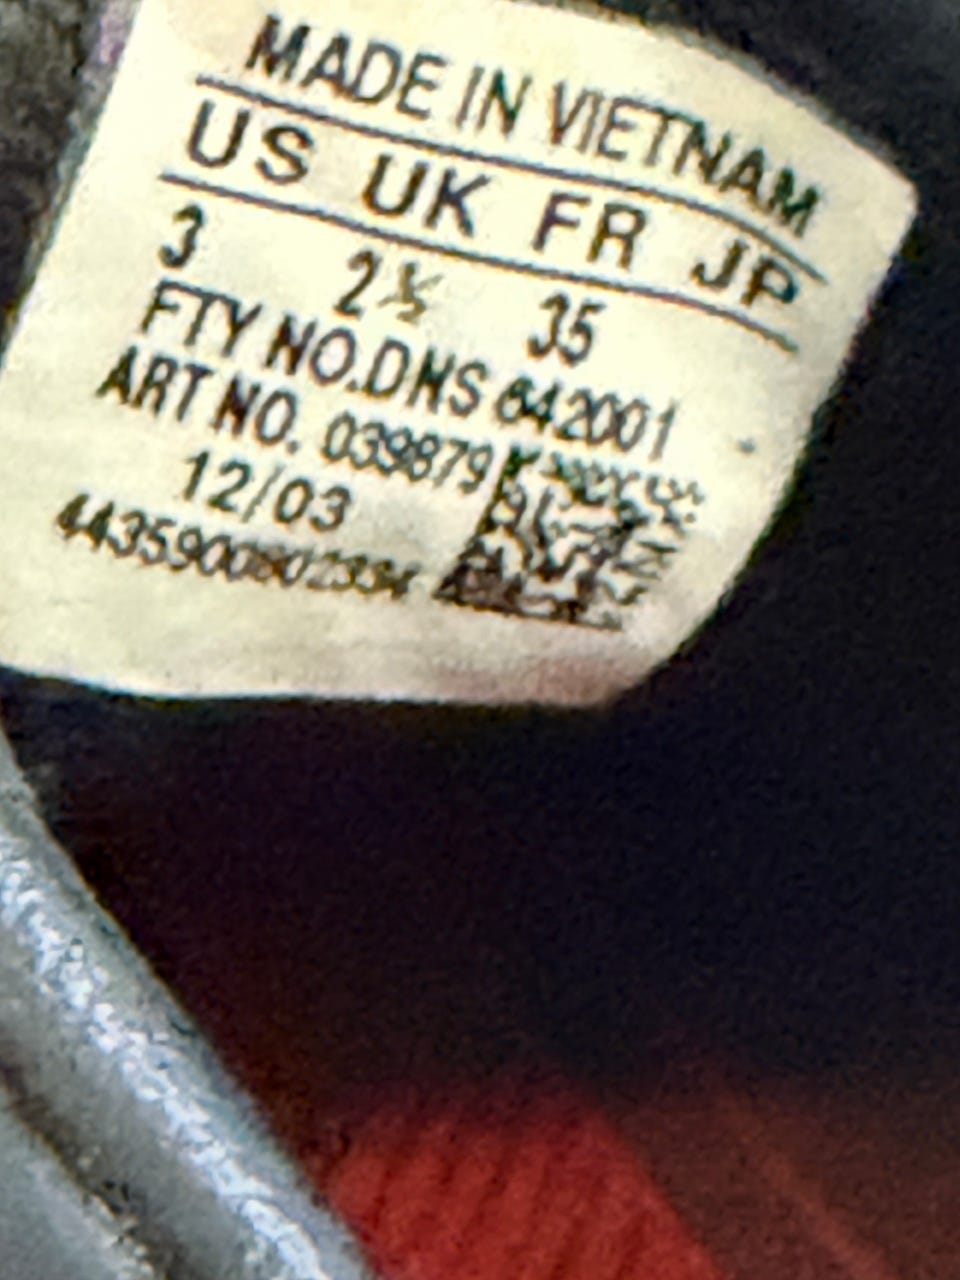 MADE IN VIETNAM
US UK FR JP
3 2½ 35
FTY NO.DNS 642001
ART NO. 039879
12/03